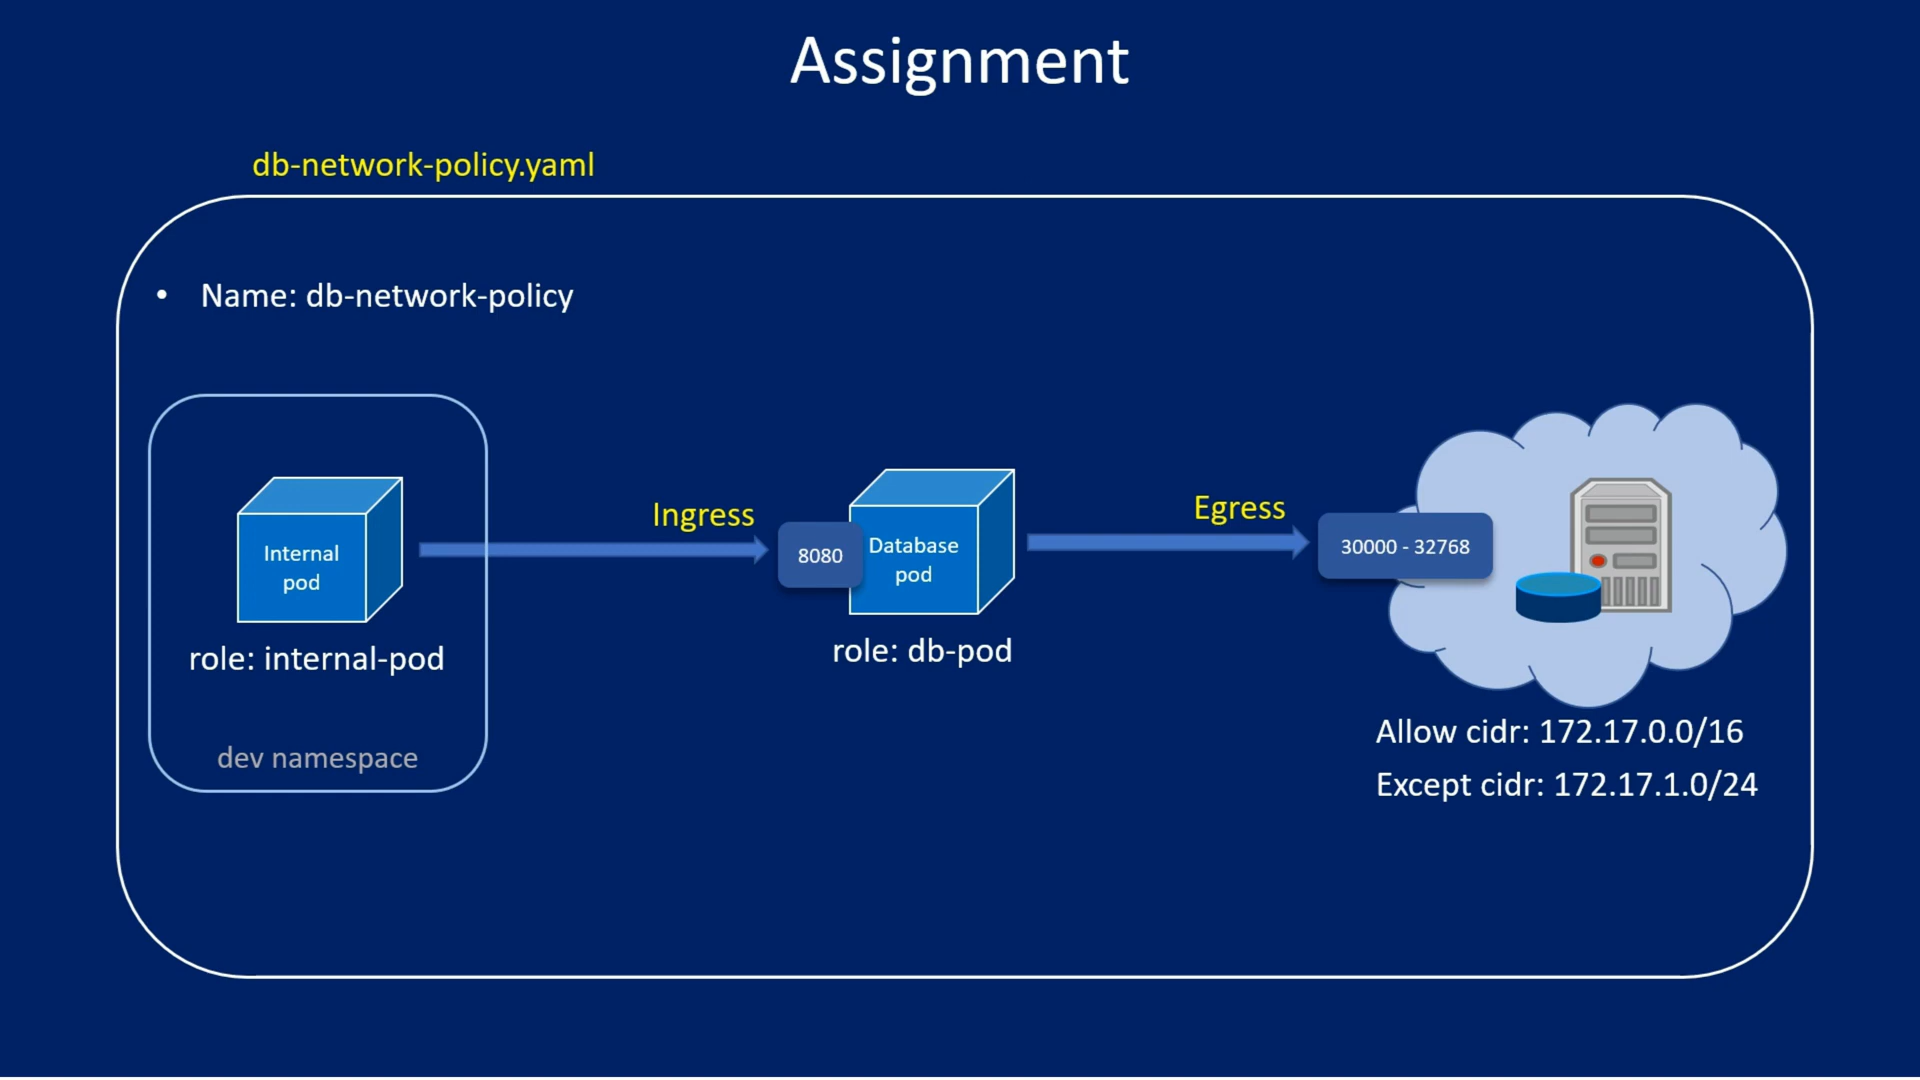 Assignment
db-network-policy.yaml
• Name: db-network-policy
Internal
pod
role: internal-pod
dev namespace
Ingress
8080
Database
pod
role: db-pod
Egress
30000 - 32768
Allow cidr: 172.17.0.0/16
Except cidr: 172.17.1.0/24